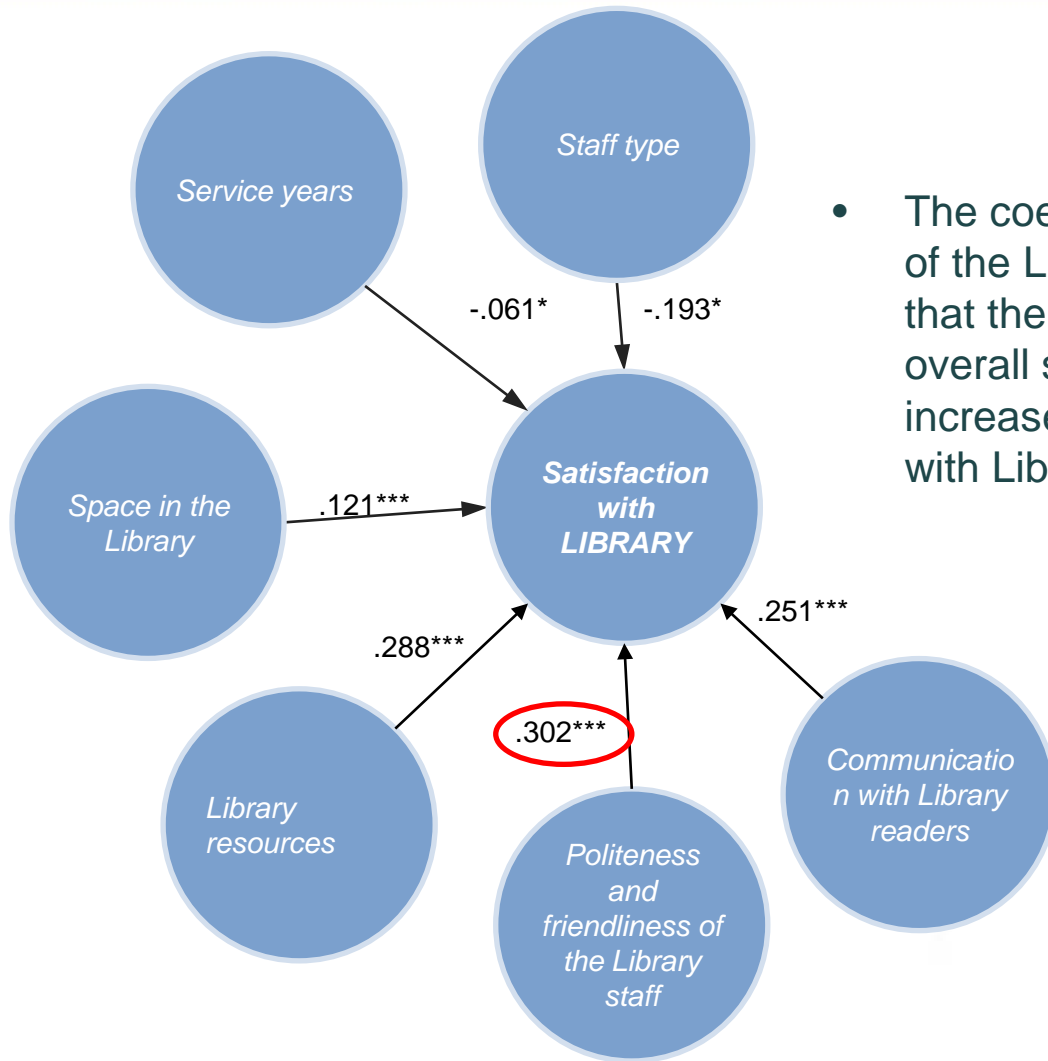 Staff type
Service years
-.061*
-.193*
• The coe
of the L
that the
overall s
increase
with Lib
Satisfaction
with
LIBRARY
Space in the
Library
.121***
.288***
.251***
.302***
Library
resources
Communicatio
n with Library
readers
Politeness
and
friendliness of
the Library
staff